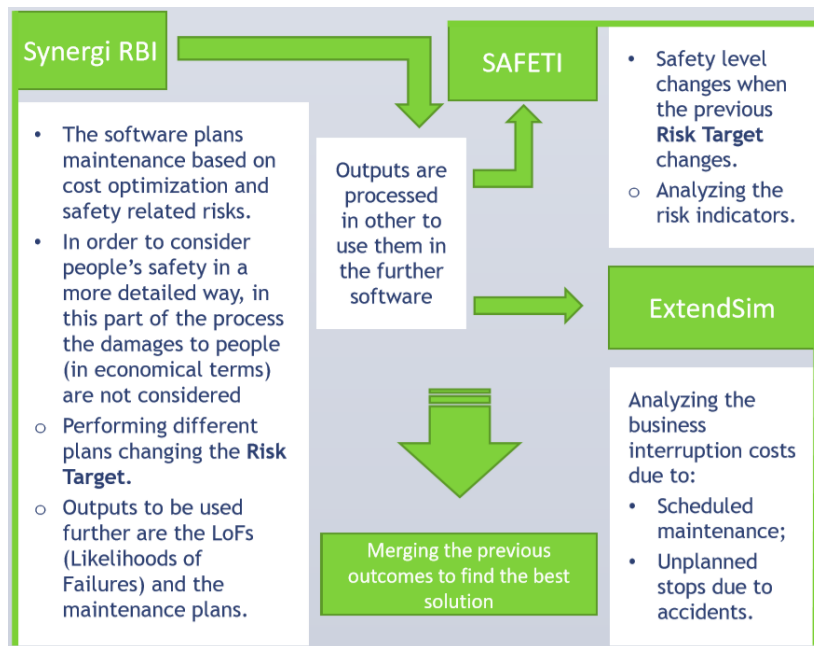 Synergi RBI
• The software plans
maintenance based on
cost optimization and
safety related risks.
• In order to consider
people's safety in a
more detailed way, in
this part of the process
the damages to people
(in economical terms)
are not considered
o Performing different
plans changing the Risk
Target.
o Outputs to be used
further are the LoFs
(Likelihoods of
Failures) and the
maintenance plans.
Outputs are
processed
in other to
use them in
the further
software
SAFETI
• Safety level
changes when
the previous
Risk Target
changes.
o Analyzing the
risk indicators.
ExtendSim
Analyzing the
business
interruption costs
due to:
• Scheduled
maintenance;
• Unplanned
stops due to
accidents.
Merging the previous
outcomes to find the best
solution